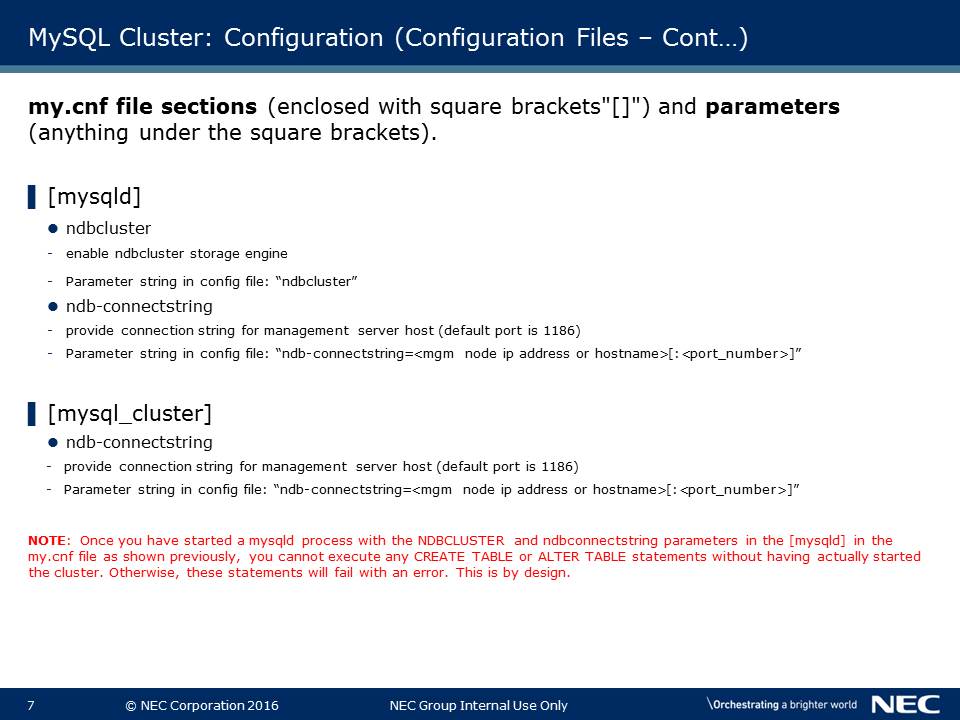 MySQL Cluster: Configuration (Configuration Files – Cont…)
my.cnf file sections (enclosed with square brackets"[]") and parameters
(anything under the square brackets).
[mysqld]
ndbcluster
- enable ndbcluster storage engine
- Parameter string in config file: “ndbcluster”
ndb-connectstring
- provide connection string for management server host (default port is 1186)
- Parameter string in config file: “ndb-connectstring=<mgm node ip address or hostname>[:<port_number>]”
[mysql_cluster]
ndb-connectstring
- provide connection string for management server host (default port is 1186)
- Parameter string in config file: “ndb-connectstring=<mgm node ip address or hostname>[:<port_number>]”
NOTE: Once you have started a mysqld process with the NDBCLUSTER and ndbconnectstring parameters in the [mysqld] in the
my.cnf file as shown previously, you cannot execute any CREATE TABLE or ALTER TABLE statements without having actually started
the cluster. Otherwise, these statements will fail with an error. This is by design.
7 © NEC Corporation 2016 NEC Group Internal Use Only \Orchestrating a brighter world NEC